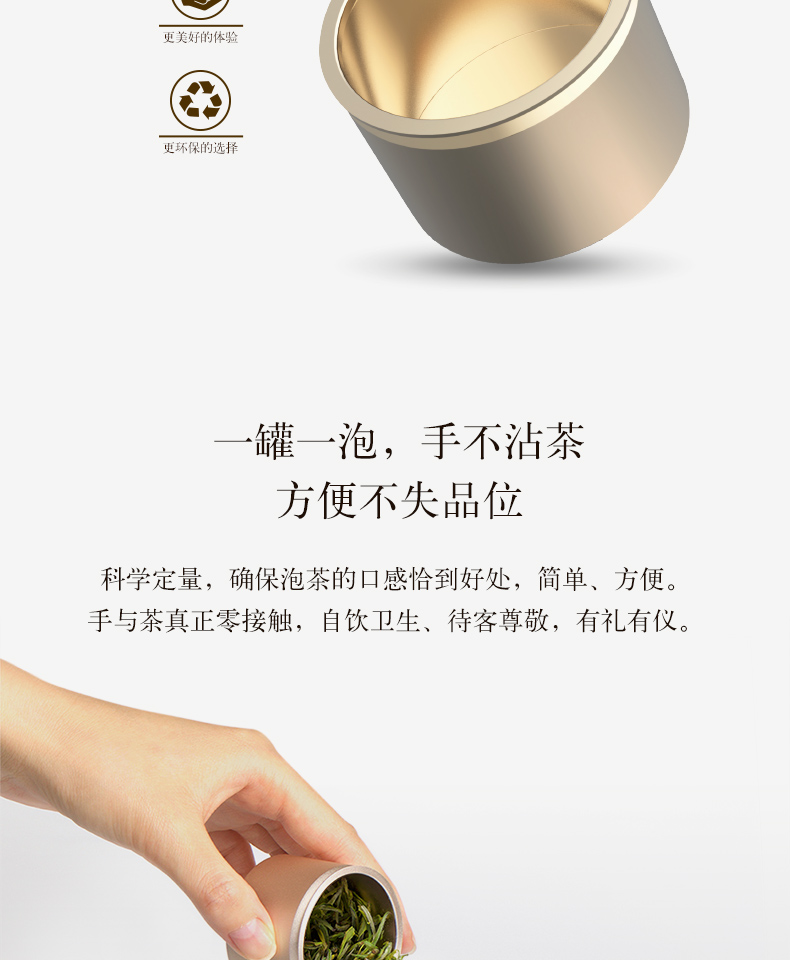 更美好的体验
更环保的选择
一罐一泡，手不沾茶
方便不失品位
科学定量，确保泡茶的口感恰到好处，简单、方便。
手与茶真正零接触，自饮卫生、待客尊敬，有礼有仪。